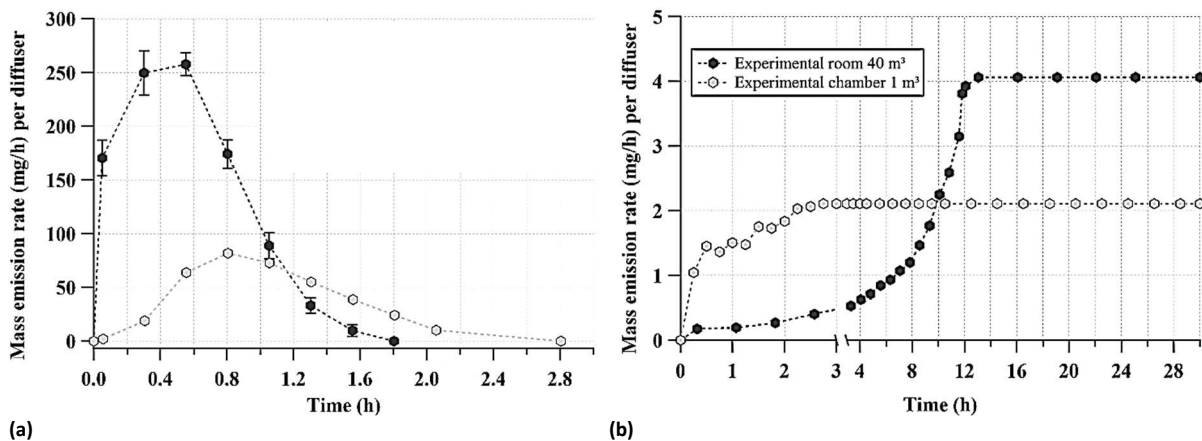 Mass emission rate (mg/h) per diffuser
300
250
200
150
100
50
0
0.0 0.4 0.8 1.2 1.6 2.0 2.4 2.8
Time (h)
(a)
Mass emission rate (mg/h) per diffuser
5
4
3
2
1
0
Experimental room 40 m³
Experimental chamber 1 m³
0 1 2 3 4 8 12 16 20 24 28
Time (h)
(b)